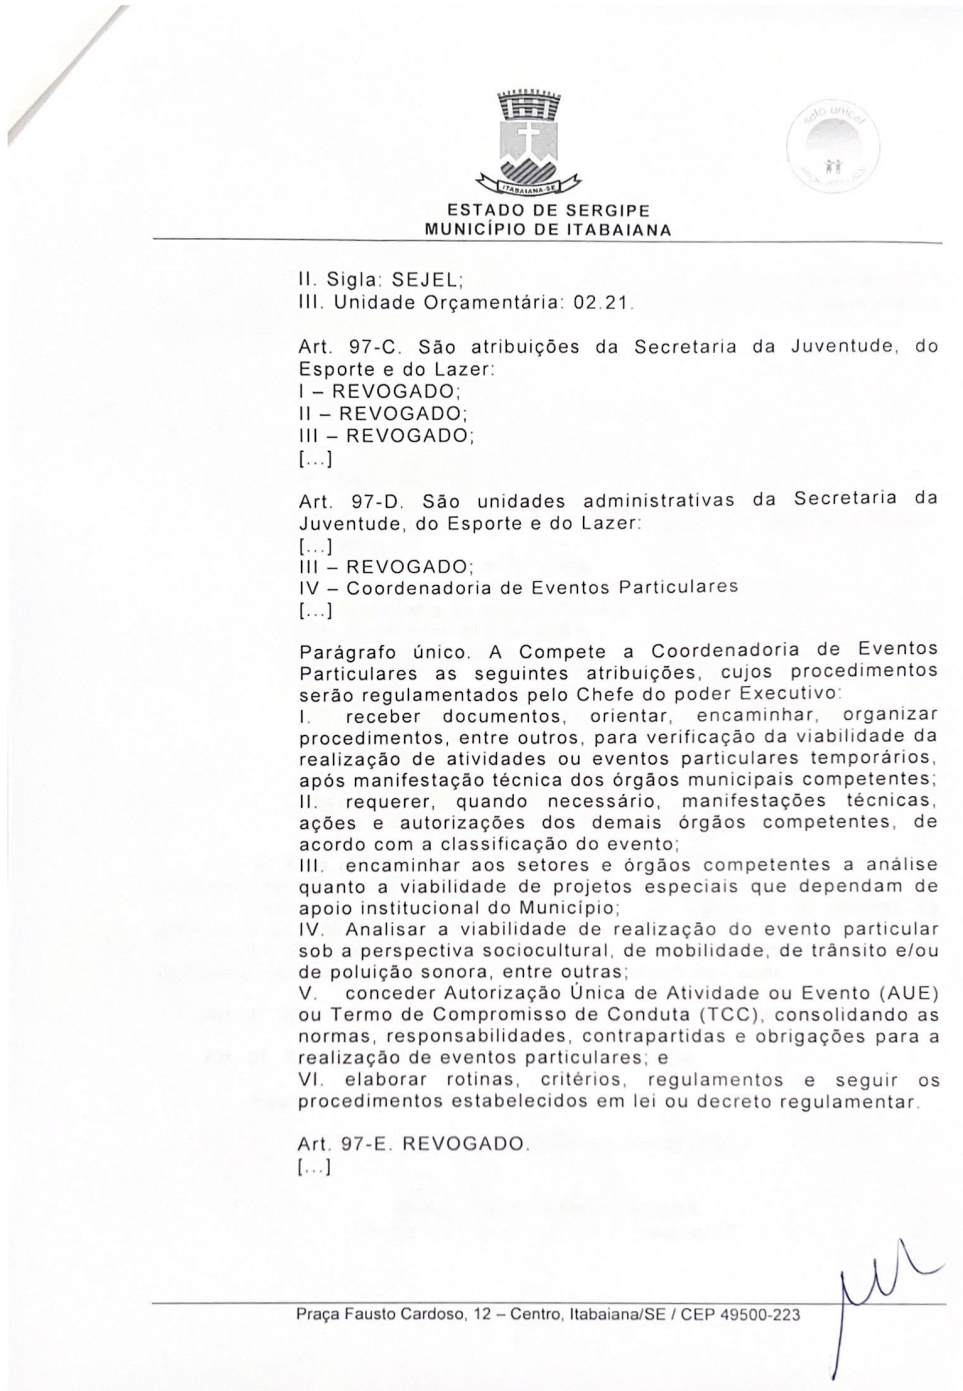 ITABAIANA-SE
selo unicef
ESTADO DE SERGIPE
MUNICÍPIO DE ITABAIANA
II. Sigla: SEJEL;
III. Unidade Orçamentária: 02.21.
Art. 97-C. São atribuições da Secretaria da Juventude, do
Esporte e do Lazer:
I – REVOGADO;
II – REVOGADO;
III – REVOGADO;
[...]
Art. 97-D. São unidades administrativas da Secretaria da
Juventude, do Esporte e do Lazer:
[...]
III – REVOGADO;
IV – Coordenadoria de Eventos Particulares
[...]
Parágrafo único. A Compete a Coordenadoria de Eventos
Particulares as seguintes atribuições, cujos procedimentos
serão regulamentados pelo Chefe do poder Executivo:
I. receber documentos, orientar, encaminhar, organizar
procedimentos, entre outros, para verificação da viabilidade da
realização de atividades ou eventos particulares temporários,
após manifestação técnica dos órgãos municipais competentes;
II. requerer, quando necessário, manifestações técnicas,
ações e autorizações dos demais órgãos competentes, de
acordo com a classificação do evento;
III. encaminhar aos setores e órgãos competentes a análise
quanto a viabilidade de projetos especiais que dependam de
apoio institucional do Município;
IV. Analisar a viabilidade de realização do evento particular
sob a perspectiva sociocultural, de mobilidade, de trânsito e/ou
de poluição sonora, entre outras;
V. conceder Autorização Única de Atividade ou Evento (AUE)
ou Termo de Compromisso de Conduta (TCC), consolidando as
normas, responsabilidades, contrapartidas e obrigações para a
realização de eventos particulares; e
VI. elaborar rotinas, critérios, regulamentos e seguir os
procedimentos estabelecidos em lei ou decreto regulamentar.
Art. 97-E. REVOGADO.
[...]
Praça Fausto Cardoso, 12 – Centro, Itabaiana/SE / CEP 49500-223